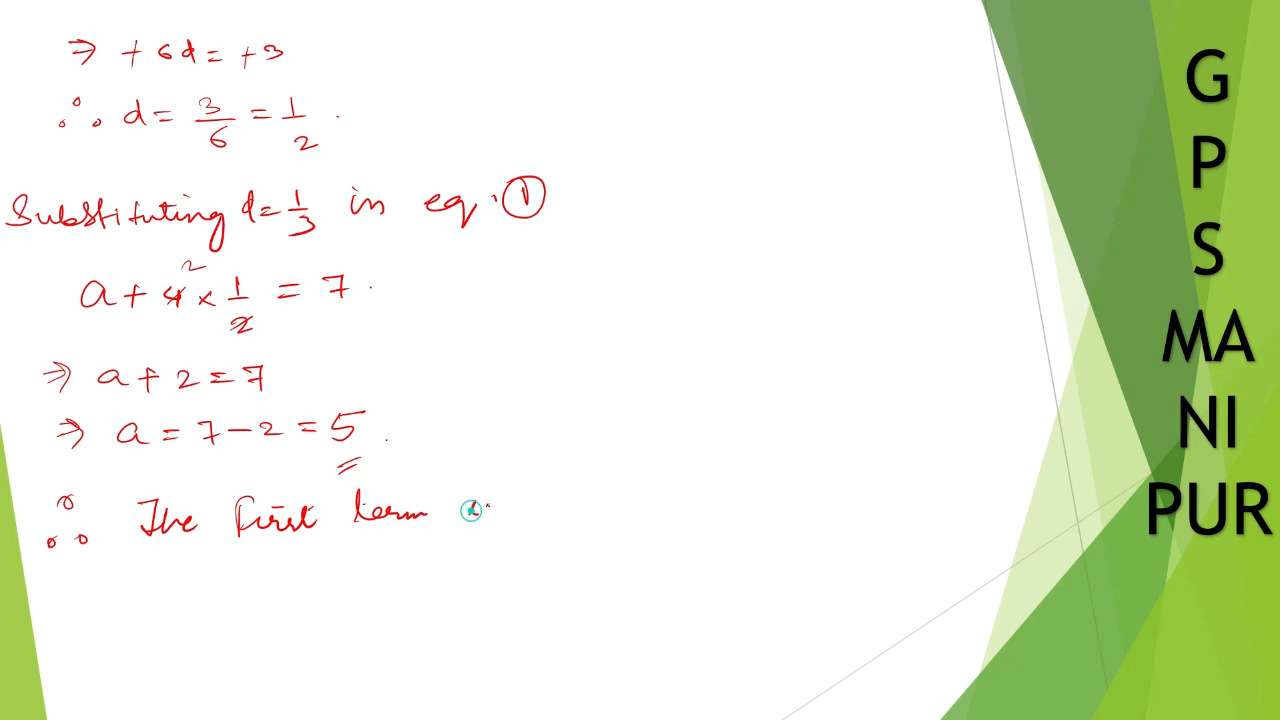 ⇒ +6d = +3
∴ d = 3/6 = 1/2 .
Substituting d = 1/3 in eq. ①
a + 4 × 1/2 = 7 .
2
⇒ a + 2 = 7
⇒ a = 7 – 2 = 5 .
∴ The first term
G
P
S
MA
NI
PUR